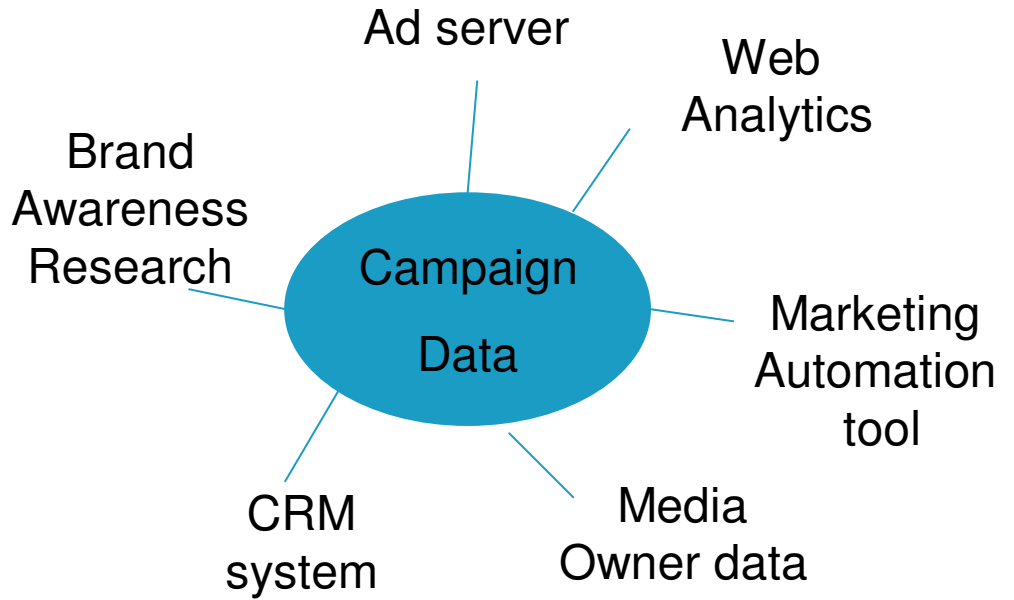 Ad server
Web
Analytics
Brand
Awareness
Research
Campaign
Data
Marketing
Automation
tool
Media
Owner data
CRM
system